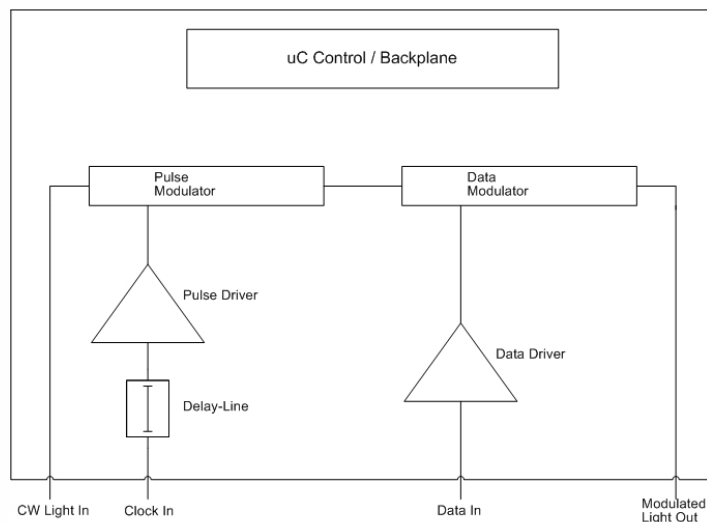 uC Control / Backplane
Pulse
Modulator
Data
Modulator
Pulse Driver
Data Driver
Delay-Line
CW Light In
Clock In
Data In
Modulated
Light Out